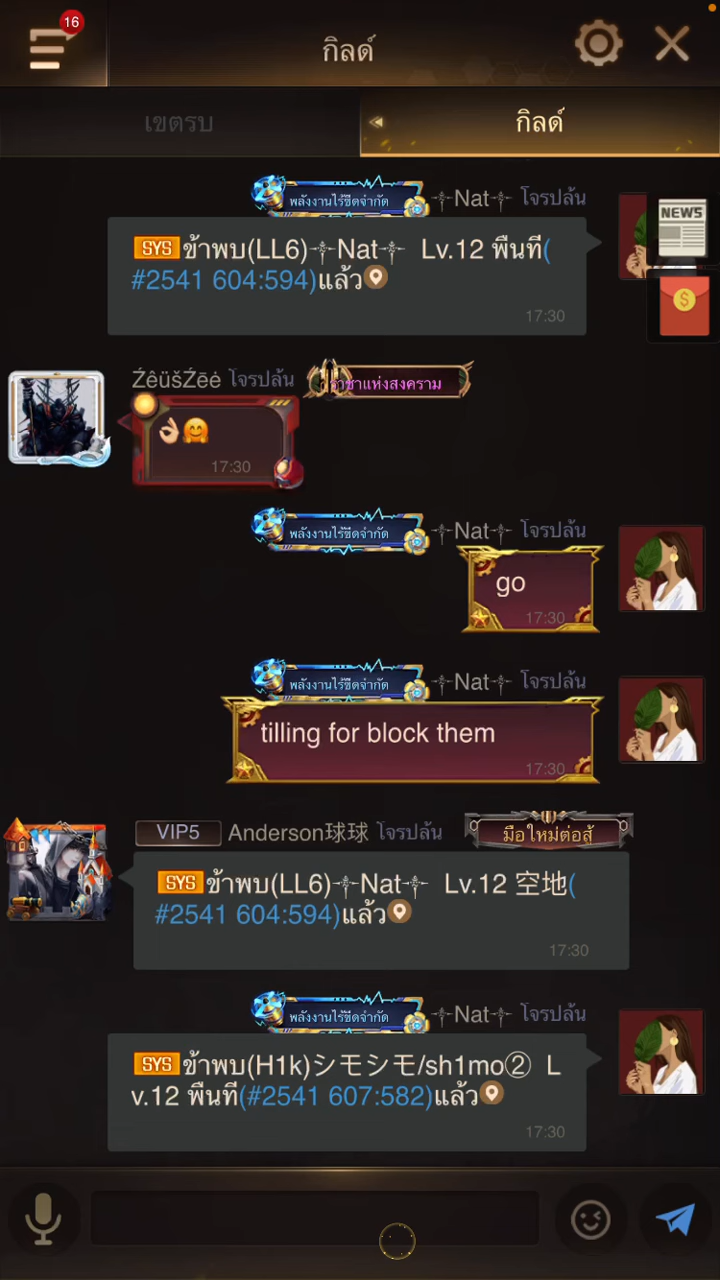 16
กิลด์
เขตรบ
กิลด์
NEWS
พลังงานไร้ขีดจำกัด ⸸Nat⸸ โจรปล้น
SYS ข้าพบ(LL6)⸸Nat⸸ Lv.12 พื้นที่(
#2541 604:594)แล้ว
17:30
ŹêüšŹēė โจรปล้น ราชาแห่งสงคราม
👌🏻🤗
17:30
พลังงานไร้ขีดจำกัด ⸸Nat⸸ โจรปล้น
go
17:30
พลังงานไร้ขีดจำกัด ⸸Nat⸸ โจรปล้น
tilling for block them
17:30
VIP5 Anderson球球 โจรปล้น มือใหม่ต่อสู้
SYS ข้าพบ(LL6)⸸Nat⸸ Lv.12 空地(
#2541 604:594)แล้ว
17:30
พลังงานไร้ขีดจำกัด ⸸Nat⸸ โจรปล้น
SYS ข้าพบ(H1k)シモシモ/sh1mo② L
v.12 พื้นที่(#2541 607:582)แล้ว
17:30